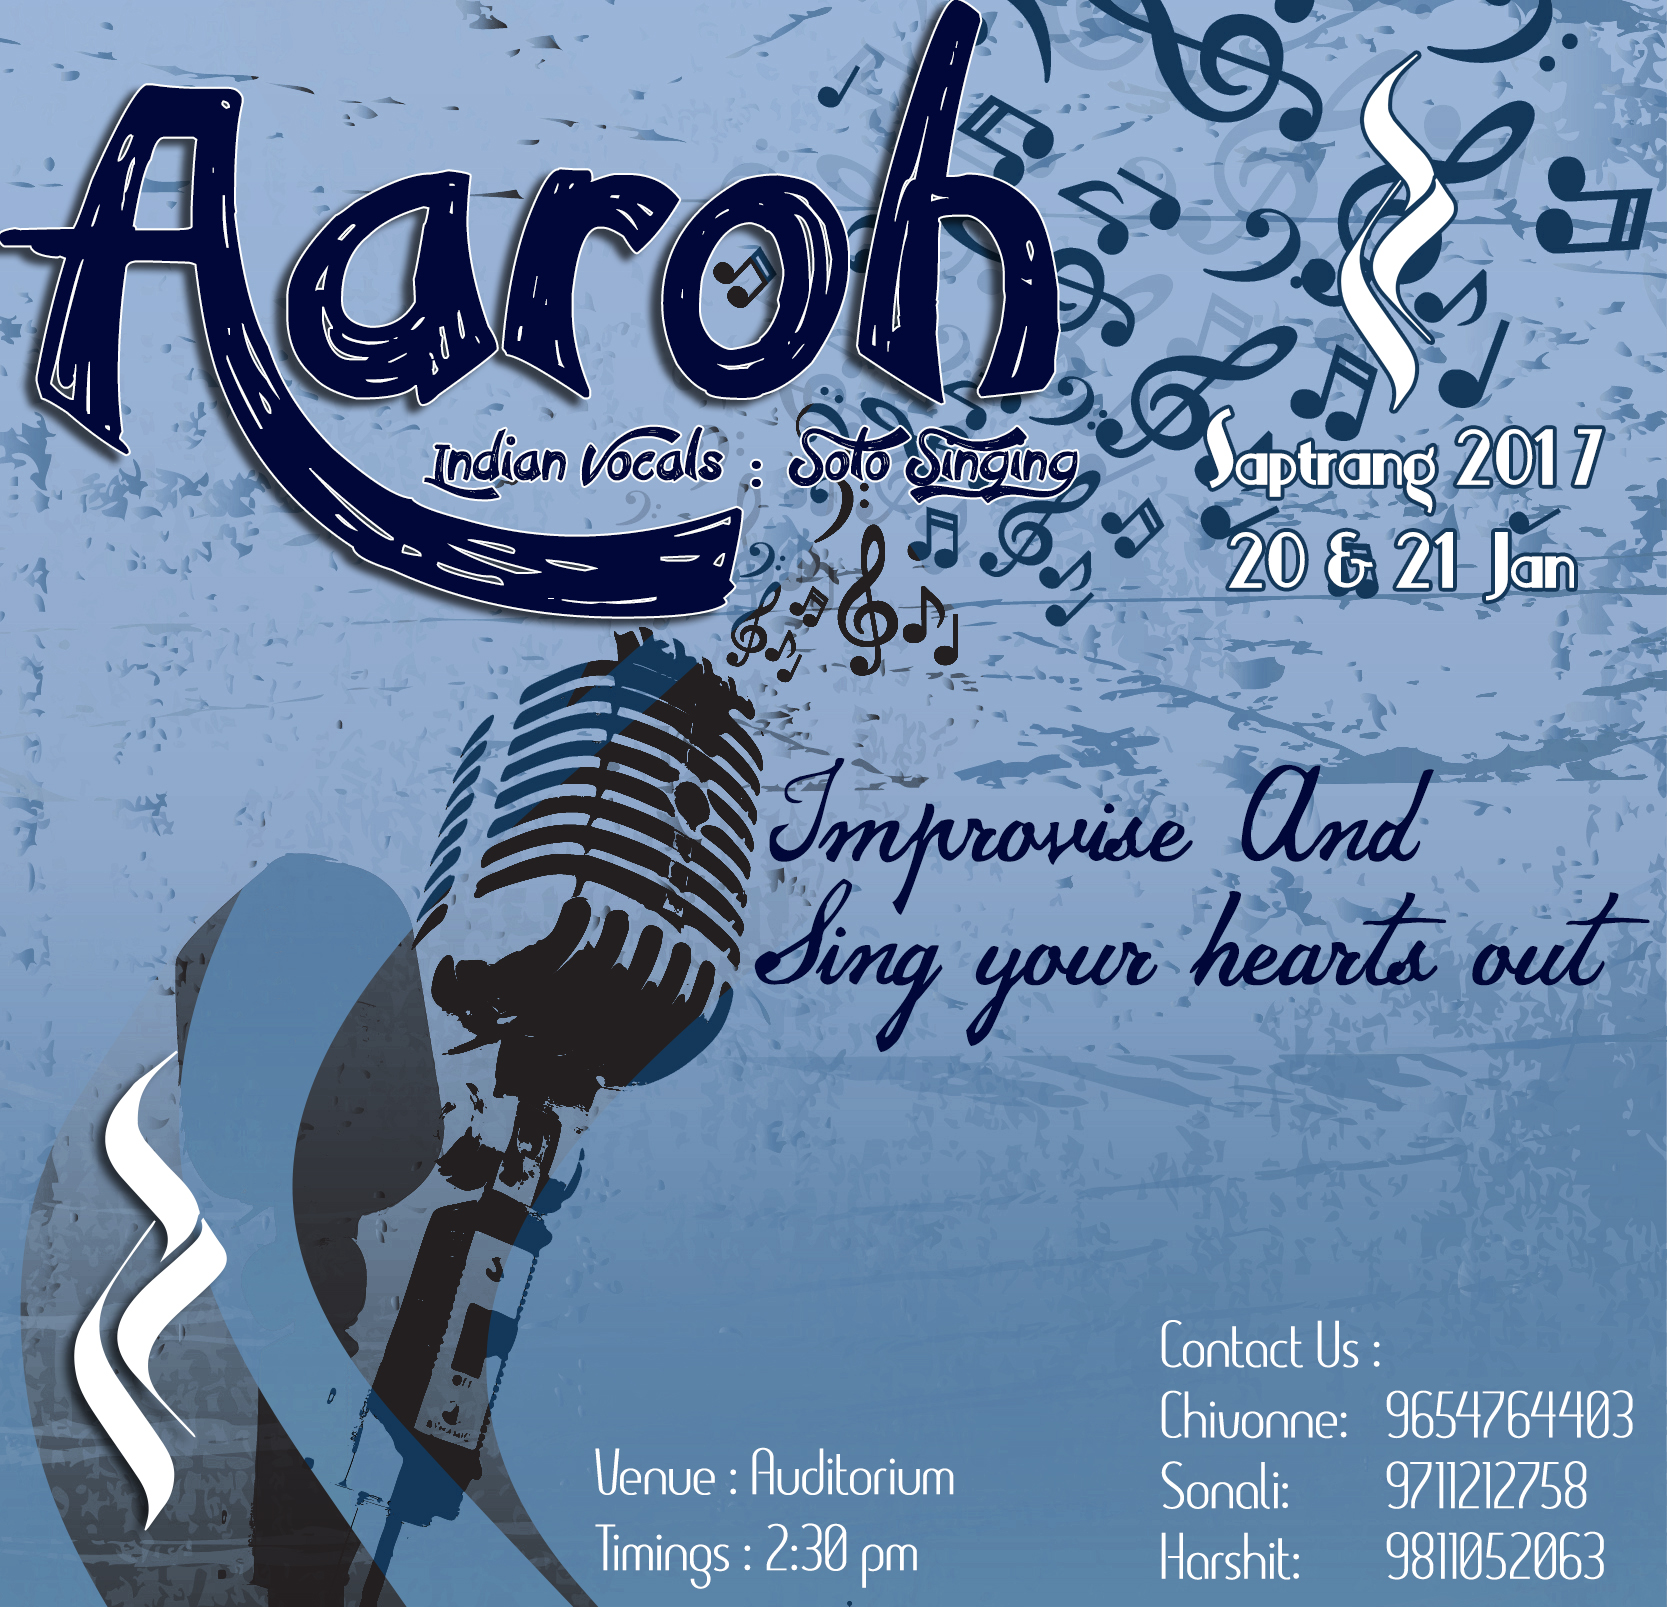 Aaroh
Indian Vocals : Soto Singing
Saptrang 2017
20 & 21 Jan
Improvise And
Sing your hearts out
Venue : Auditorium
Timings : 2:30 pm
Contact Us :
Chivonne: 9654764403
Sonali: 9711212758
Harshit: 9811052063